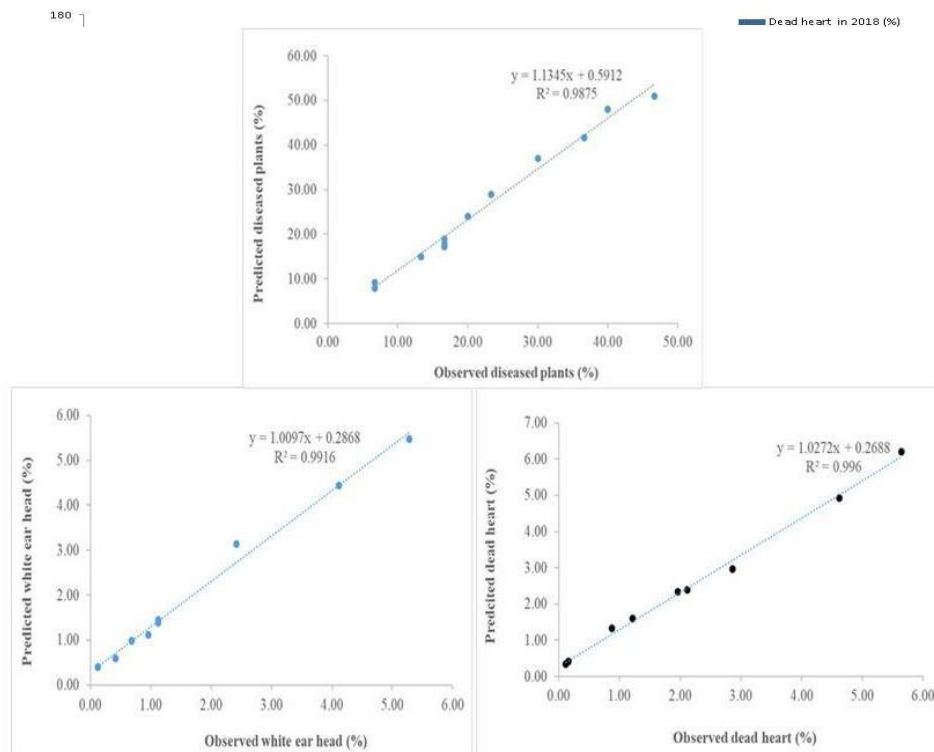 180
Dead heart in 2018 (%)
60.00
y = 1.1345x + 0.5912
R² = 0.9875
50.00
40.00
30.00
20.00
10.00
0.00
Predicted diseased plants (%)
0.00 10.00 20.00 30.00 40.00 50.00
Observed diseased plants (%)
6.00
y = 1.0097x + 0.2868
R² = 0.9916
5.00
4.00
3.00
2.00
1.00
0.00
Predicted white ear head (%)
0.00 1.00 2.00 3.00 4.00 5.00 6.00
Observed white ear head (%)
7.00
y = 1.0272x + 0.2688
R² = 0.996
6.00
5.00
4.00
3.00
2.00
1.00
0.00
Predcited dead heart (%)
0.00 1.00 2.00 3.00 4.00 5.00 6.00
Observed dead heart (%)